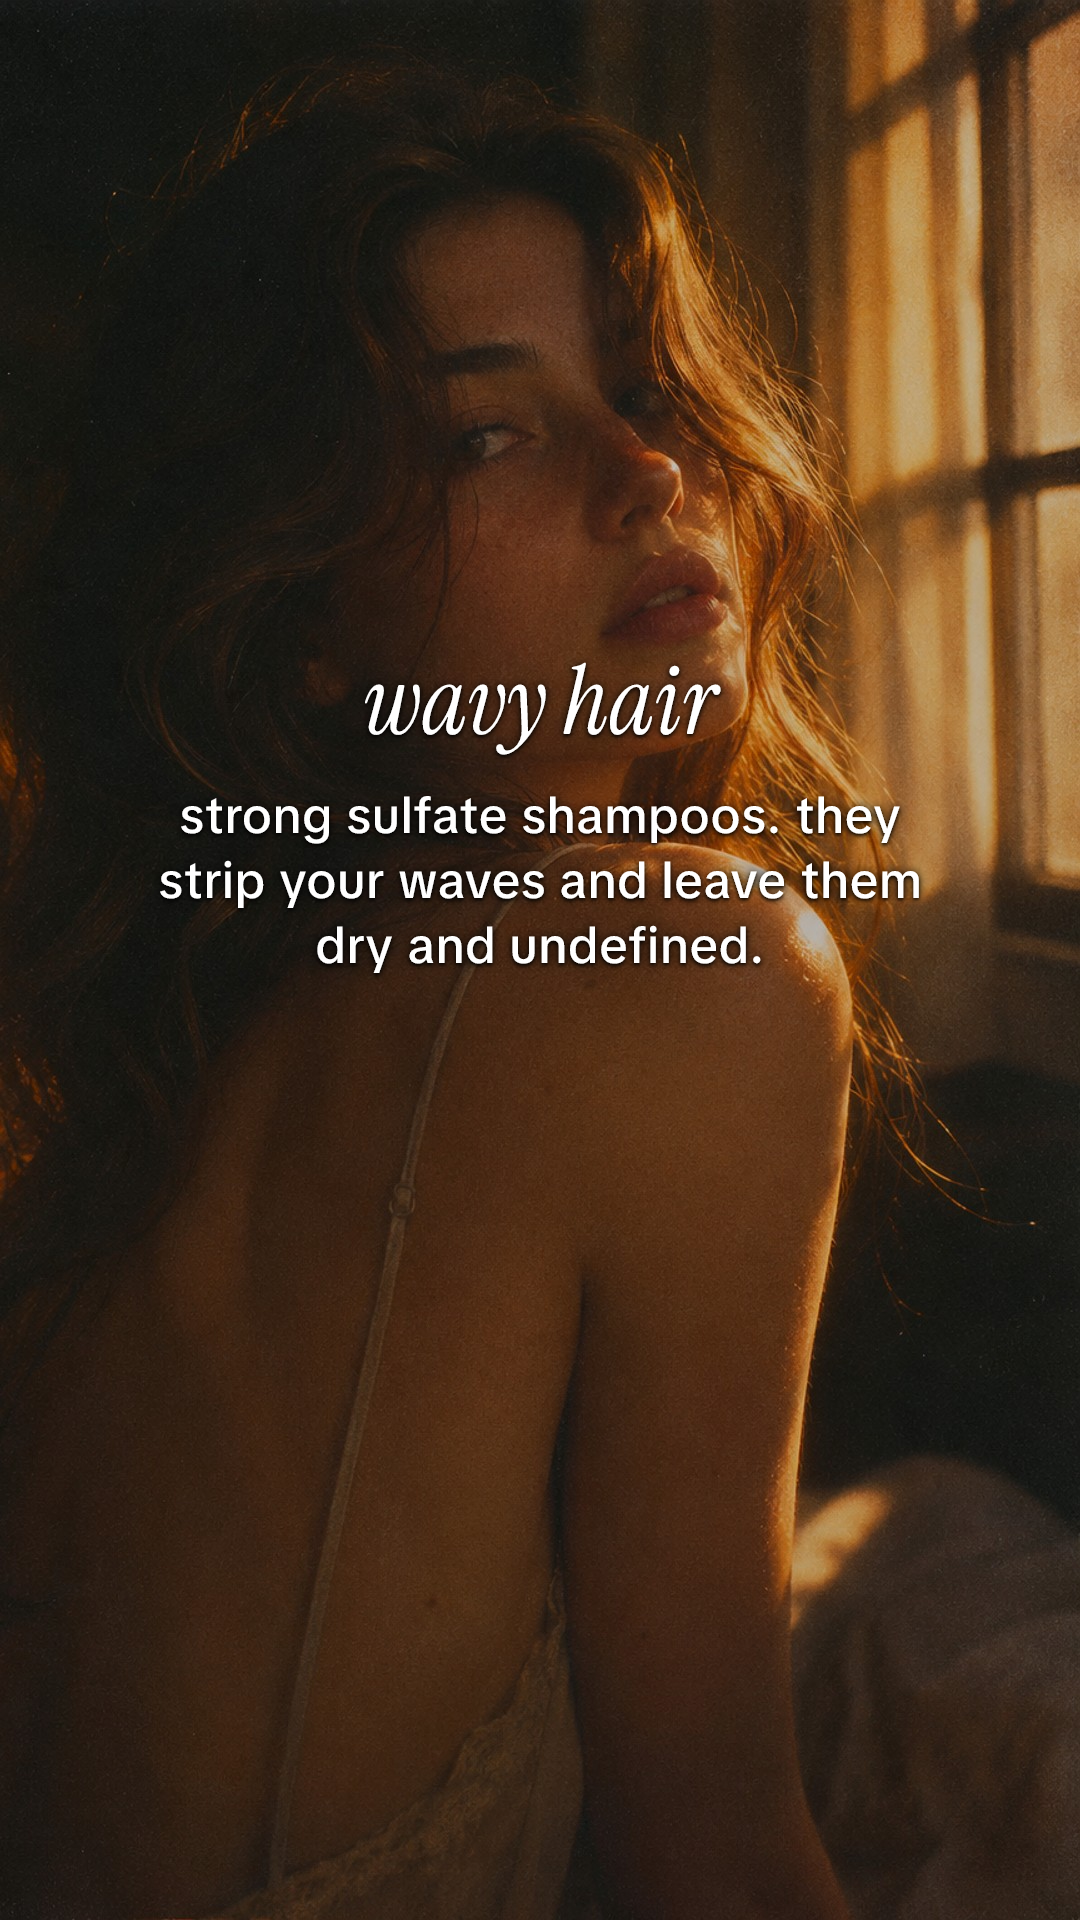 wavy hair
strong sulfate shampoos. they
strip your waves and leave them
dry and undefined.